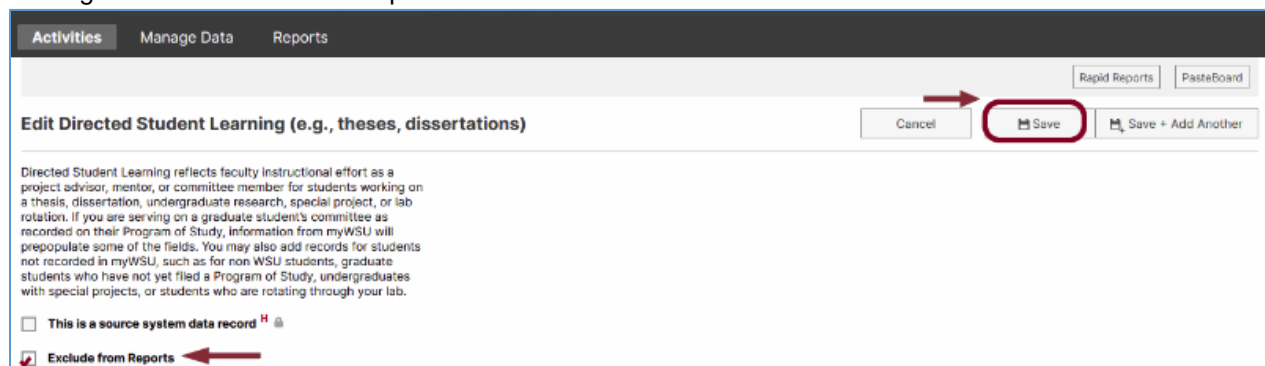 Activities Manage Data Reports
Rapid Reports PasteBoard
Edit Directed Student Learning (e.g., theses, dissertations) Cancel Save Save + Add Another
Directed Student Learning reflects faculty instructional effort as a
project advisor, mentor, or committee member for students working on
a thesis, dissertation, undergraduate research, special project, or lab
rotation. If you are serving on a graduate student's committee as
recorded on their Program of Study, information from myWSU will
prepopulate some of the fields. You may also add records for students
not recorded in myWSU, such as for non WSU students, graduate
students who have not yet filed a Program of Study, undergraduates
with special projects, or students who are rotating through your lab.
This is a source system data record H
Exclude from Reports